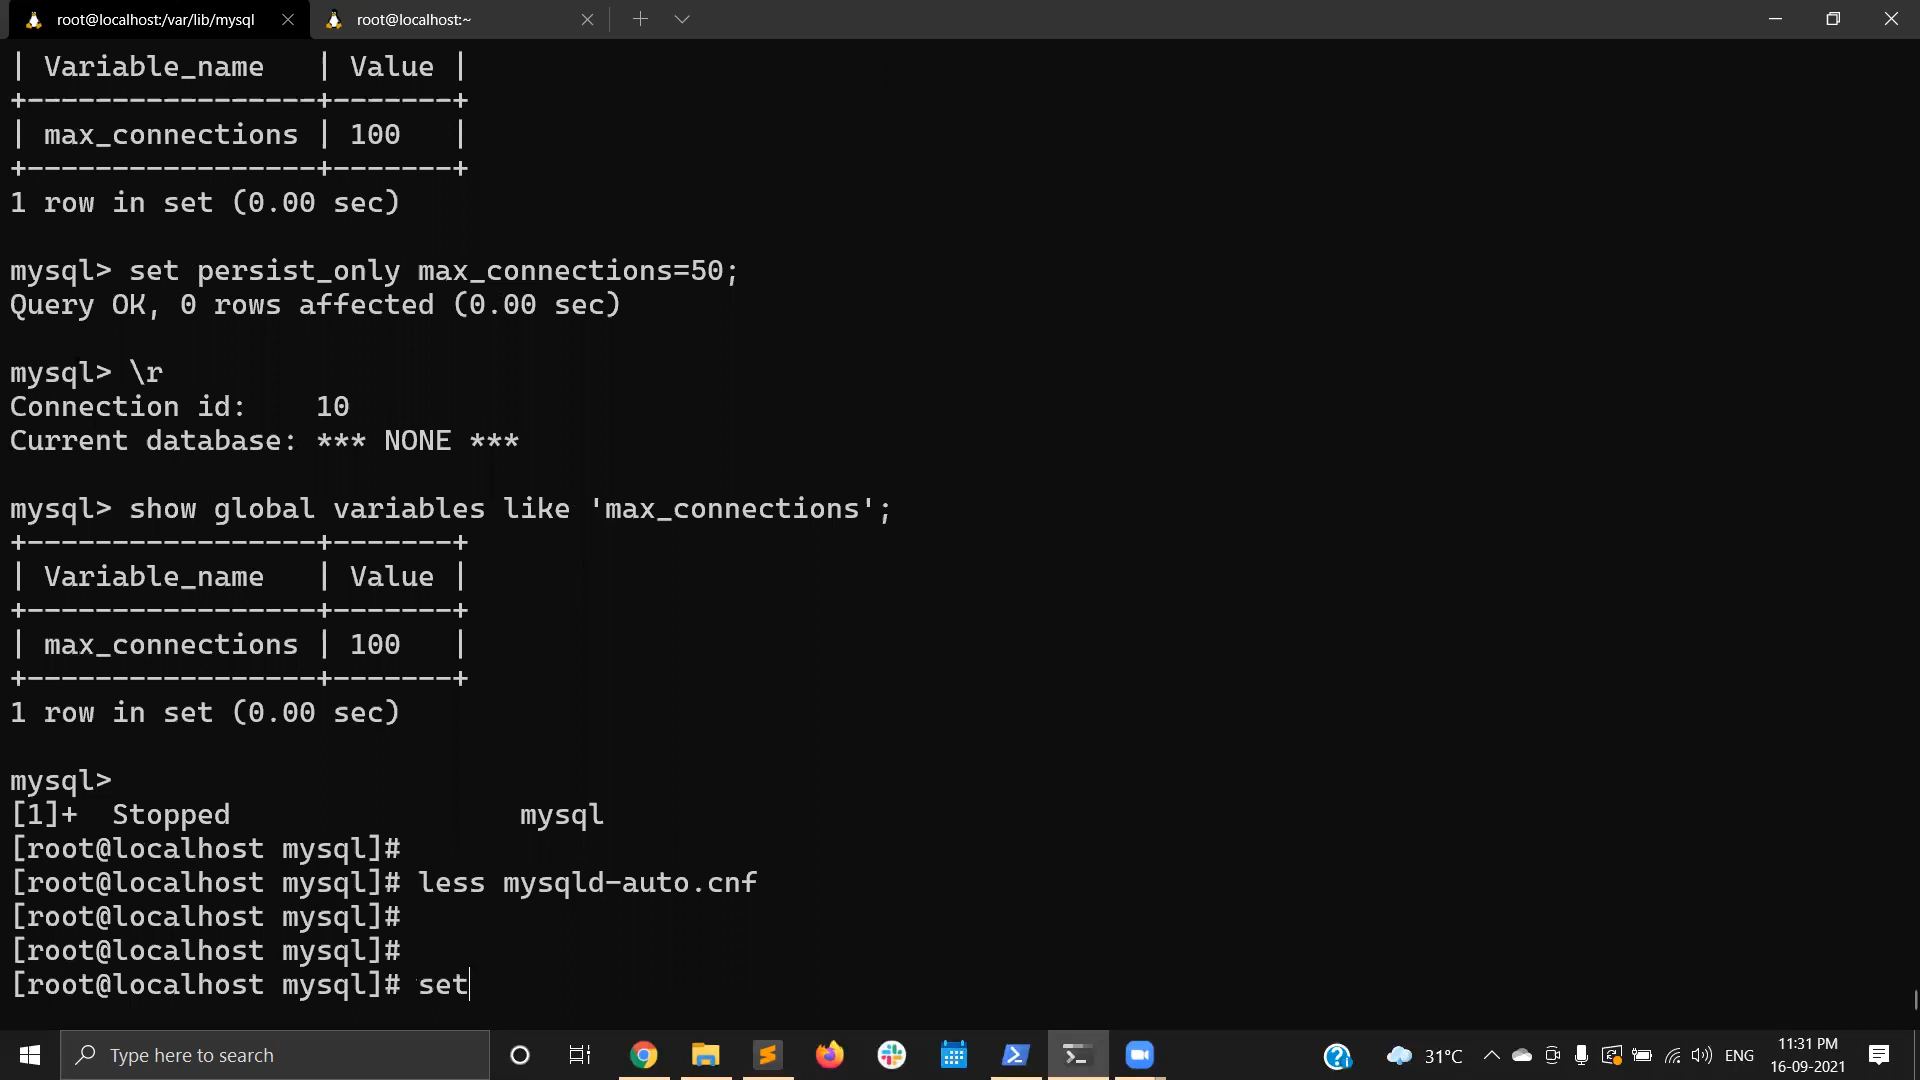 root@localhost:/var/lib/mysql
root@localhost:~
| Variable_name   | Value |
+-----------------+-------+
| max_connections | 100   |
+-----------------+-------+
1 row in set (0.00 sec)
mysql> set persist_only max_connections=50;
Query OK, 0 rows affected (0.00 sec)
mysql> \r
Connection id:    10
Current database: *** NONE ***
mysql> show global variables like 'max_connections';
+-----------------+-------+
| Variable_name   | Value |
+-----------------+-------+
| max_connections | 100   |
+-----------------+-------+
1 row in set (0.00 sec)
mysql>
[1]+  Stopped                 mysql
[root@localhost mysql]#
[root@localhost mysql]# less mysqld-auto.cnf
[root@localhost mysql]#
[root@localhost mysql]#
[root@localhost mysql]# set
Type here to search
31°C
ENG
11:31 PM
16-09-2021